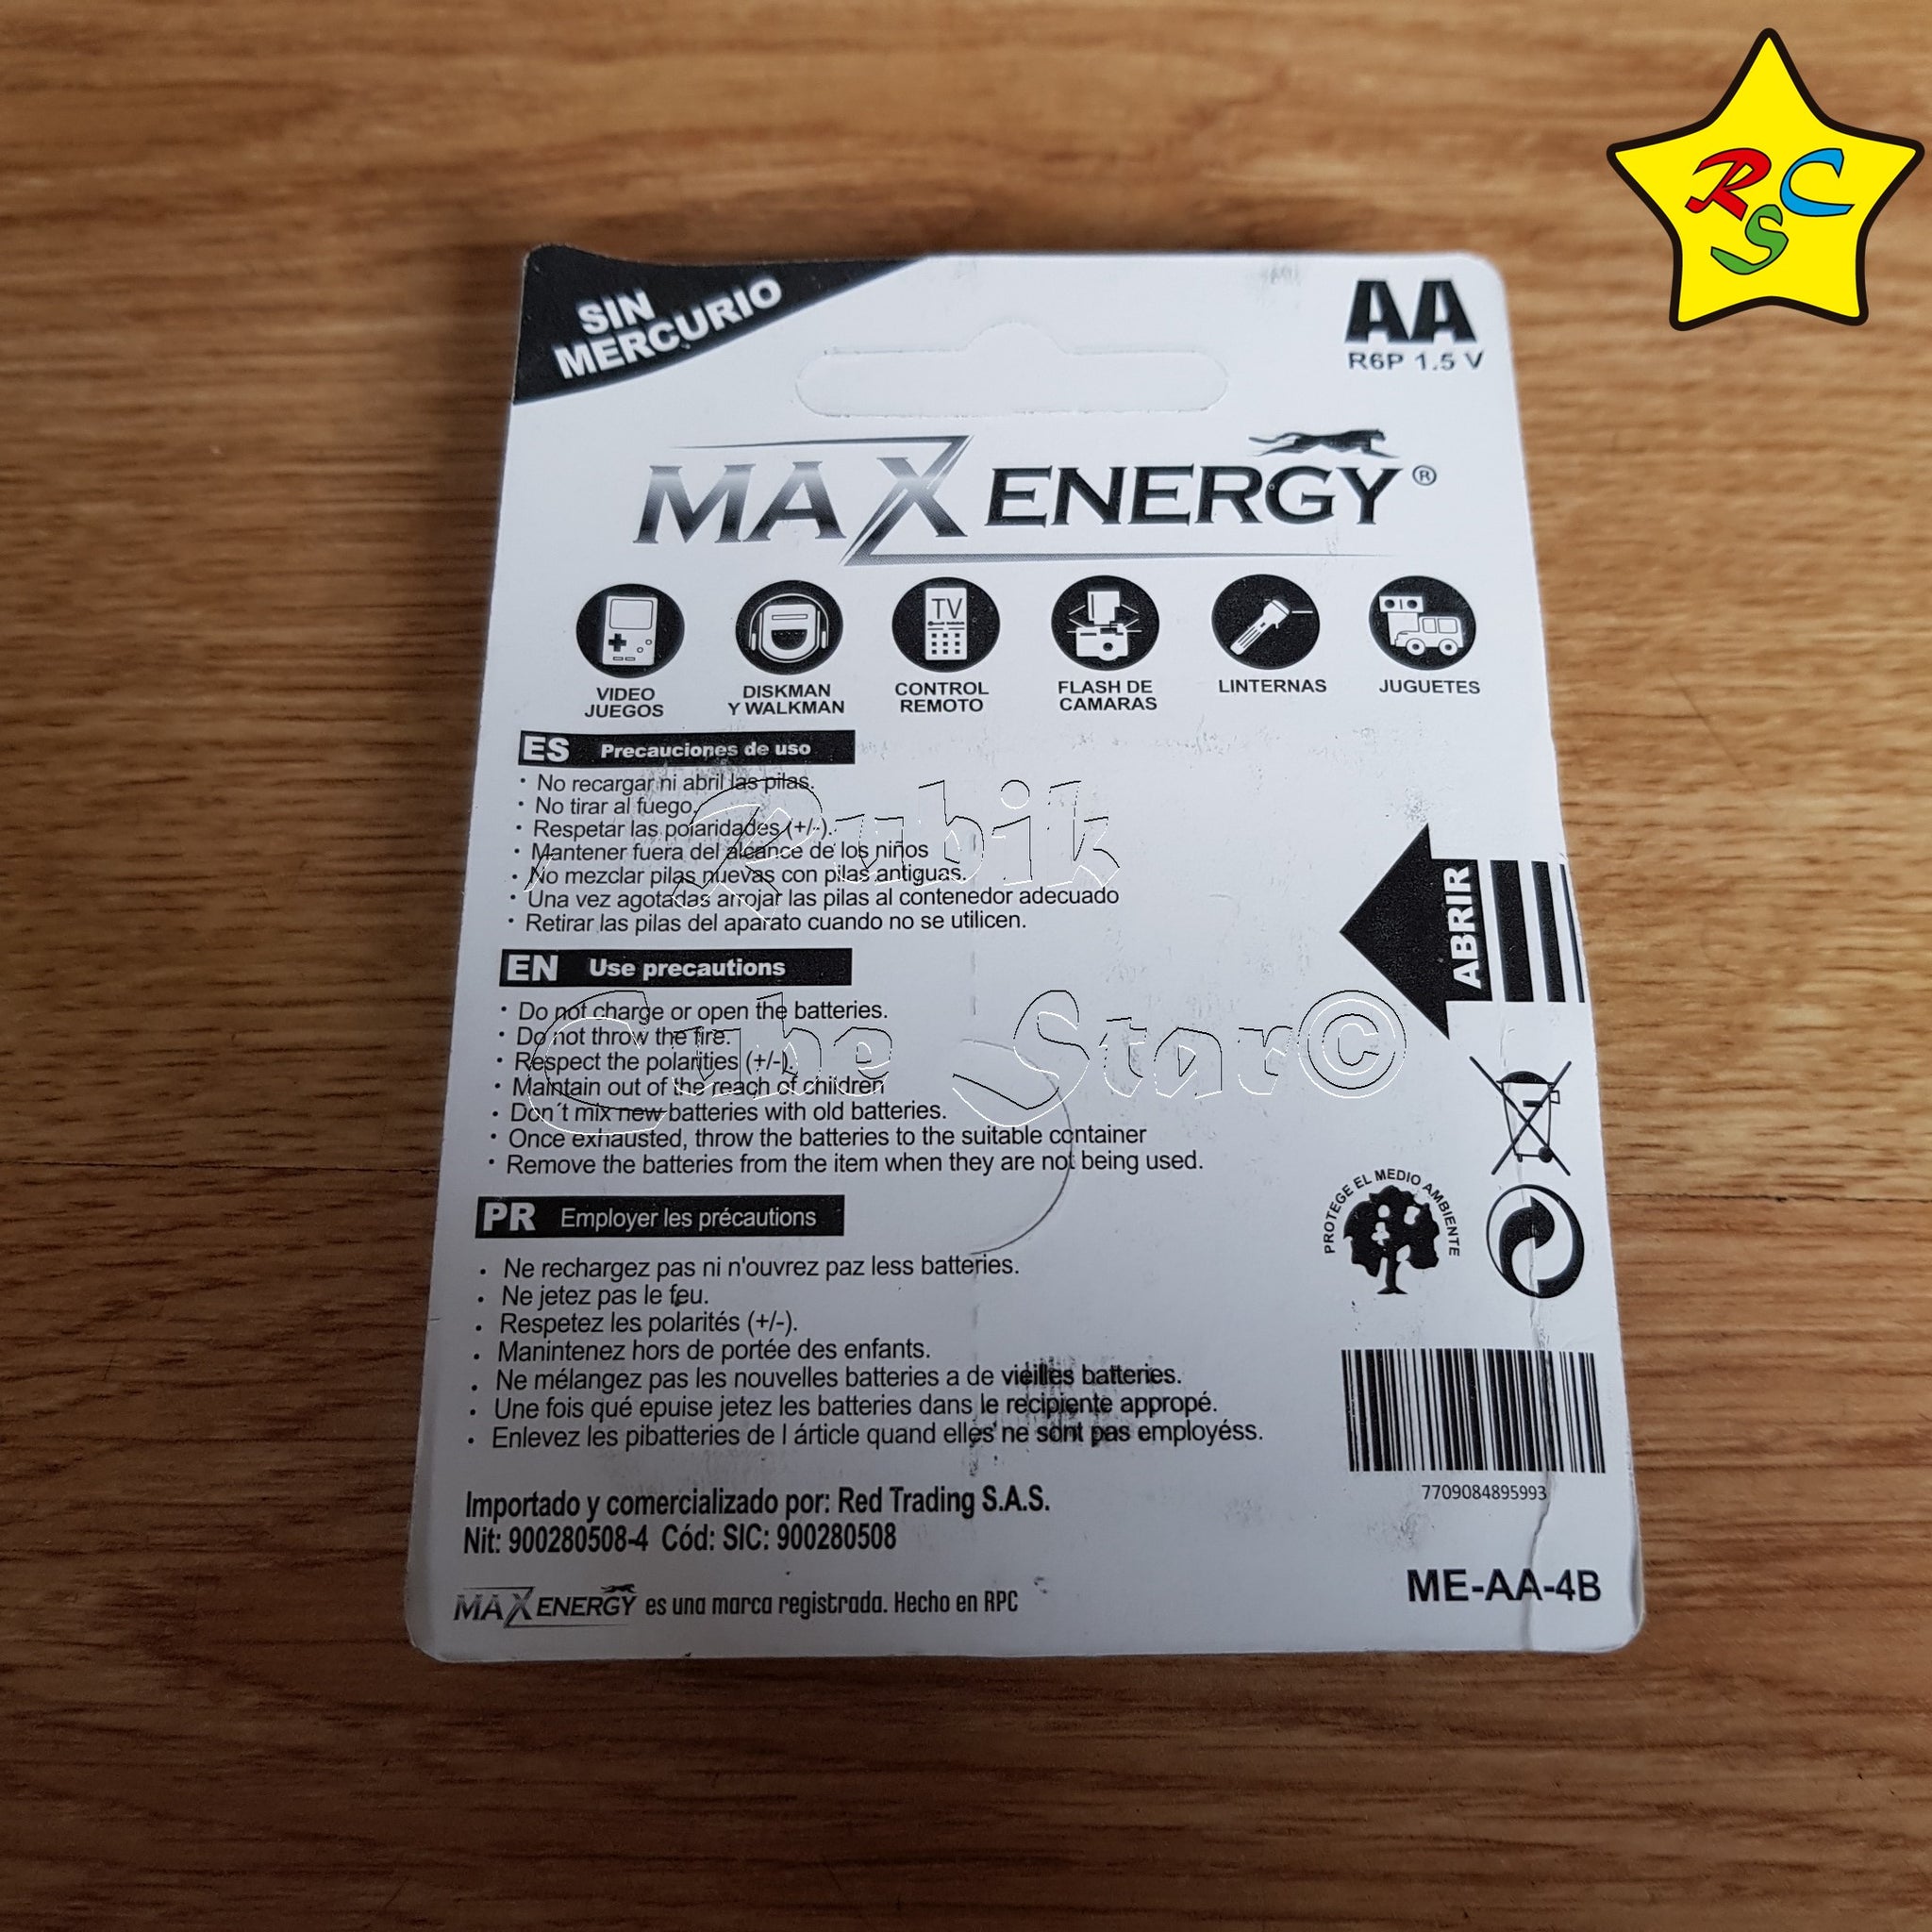 RSC
SIN
MERCURIO
AA
R6P 1.5 V
MAX ENERGY®
TV
VIDEO
JUEGOS
DISKMAN
Y WALKMAN
CONTROL
REMOTO
FLASH DE
CAMARAS
LINTERNAS
JUGUETES
ES Precauciones de uso
· No recargar ni abril las pilas.
· No tirar al fuego.
· Respetar las polaridades (+/-).
· Mantener fuera del alcance de los niños
· No mezclar pilas nuevas con pilas antiguas.
· Una vez agotadas arrojar las pilas al contenedor adecuado
· Retirar las pilas del aparato cuando no se utilicen.
Rubik
Cube Star©
ABRIR
EN Use precautions
· Do not charge or open the batteries.
· Do not throw the fire.
· Respect the polarities (+/-).
· Maintain out of the reach of children
· Don´t mix new batteries with old batteries.
· Once exhausted, throw the batteries to the suitable container
· Remove the batteries from the item when they are not being used.
PROTEGE EL MEDIO AMBIENTE
PR Employer les précautions
· Ne rechargez pas ni n'ouvrez paz less batteries.
· Ne jetez pas le feu.
· Respetez les polarités (+/-).
· Manintenez hors de portée des enfants.
· Ne mélangez pas les nouvelles batteries a de vieilles batteries.
· Une fois qué epuise jetez les batteries dans le recipiente appropé.
· Enlevez les pibatteries de l árticle quand elles ne sont pas employéss.
7709084895993
Importado y comercializado por: Red Trading S.A.S.
Nit: 900280508-4 Cód: SIC: 900280508
ME-AA-4B
MAX ENERGY es una marca registrada. Hecho en RPC